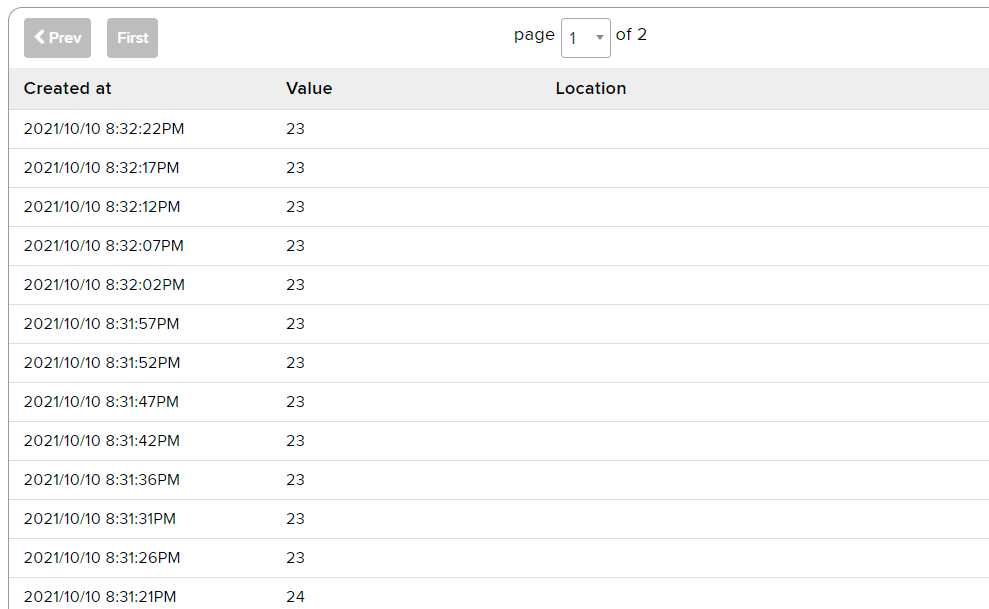 Prev First page 1 of 2
Created at Value Location
2021/10/10 8:32:22PM 23
2021/10/10 8:32:17PM 23
2021/10/10 8:32:12PM 23
2021/10/10 8:32:07PM 23
2021/10/10 8:32:02PM 23
2021/10/10 8:31:57PM 23
2021/10/10 8:31:52PM 23
2021/10/10 8:31:47PM 23
2021/10/10 8:31:42PM 23
2021/10/10 8:31:36PM 23
2021/10/10 8:31:31PM 23
2021/10/10 8:31:26PM 23
2021/10/10 8:31:21PM 24